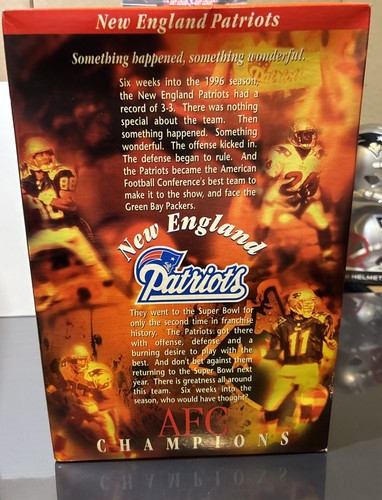 New England Patriots
Something happened, something wonderful.
Six weeks into the 1996 season,
the New England Patriots had a
record of 3-3. There was nothing
special about the team. Then
something happened. Something
wonderful. The offense kicked in.
The defense began to rule. And
the Patriots became the American
Football Conference's best team to
make it to the show, and face the
Green Bay Packers.
New England
Patriots
They went to the Super Bowl for
only the second time in franchise
history. The Patriots got there
with offense, defense and a
burning desire to play with the
best. And don't bet against them
returning to the Super Bowl next
year. There is greatness all around
this team. Six weeks into the
season, who would have thought?
AFC
CHAMPIONS
88
11
HELMET